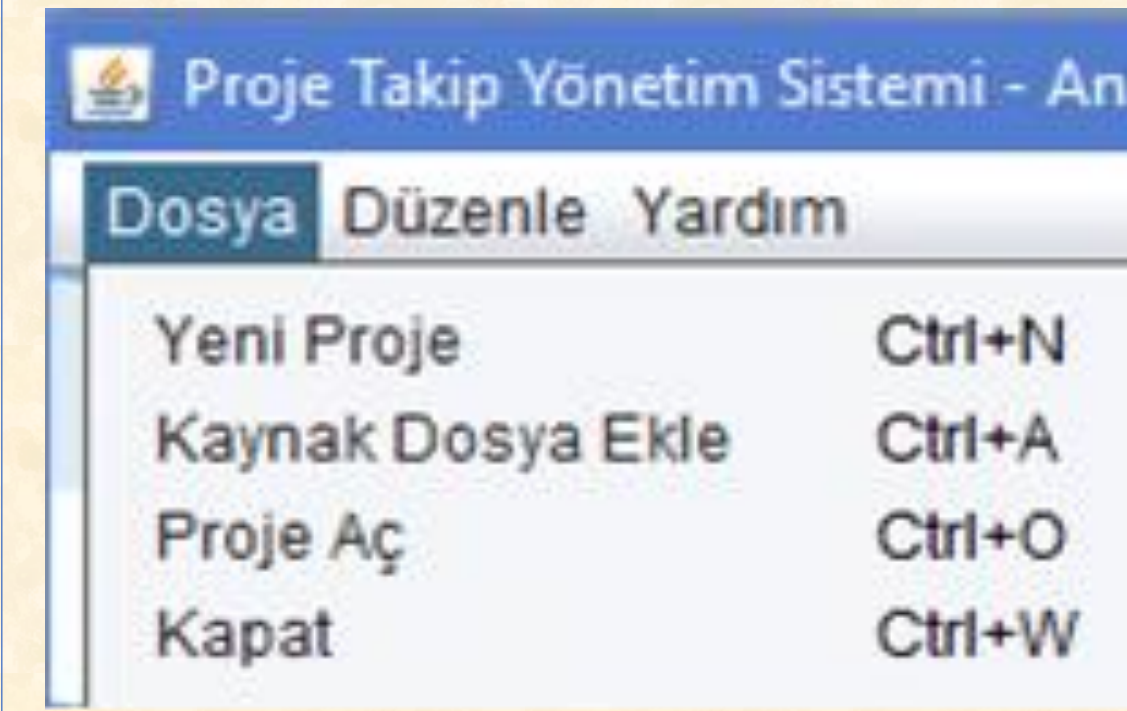 Proje Takip Yönetim Sistemi - An
Dosya Düzenle Yardım
Yeni Proje Ctrl+N
Kaynak Dosya Ekle Ctrl+A
Proje Aç Ctrl+O
Kapat Ctrl+W